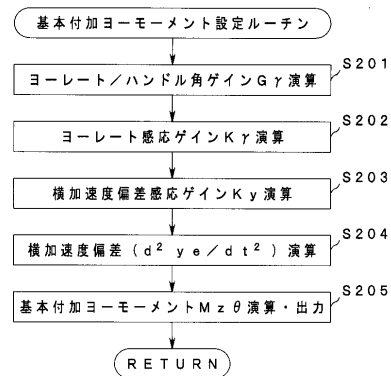 基本付加ヨーモーメント設定ルーチン
S201
ヨーレート/ハンドル角ゲインGγ演算
S202
ヨーレート感応ゲインKγ演算
S203
横加速度偏差感応ゲインKy演算
S204
横加速度偏差(d² ye/dt²)演算
S205
基本付加ヨーモーメントMzθ演算・出力
RETURN